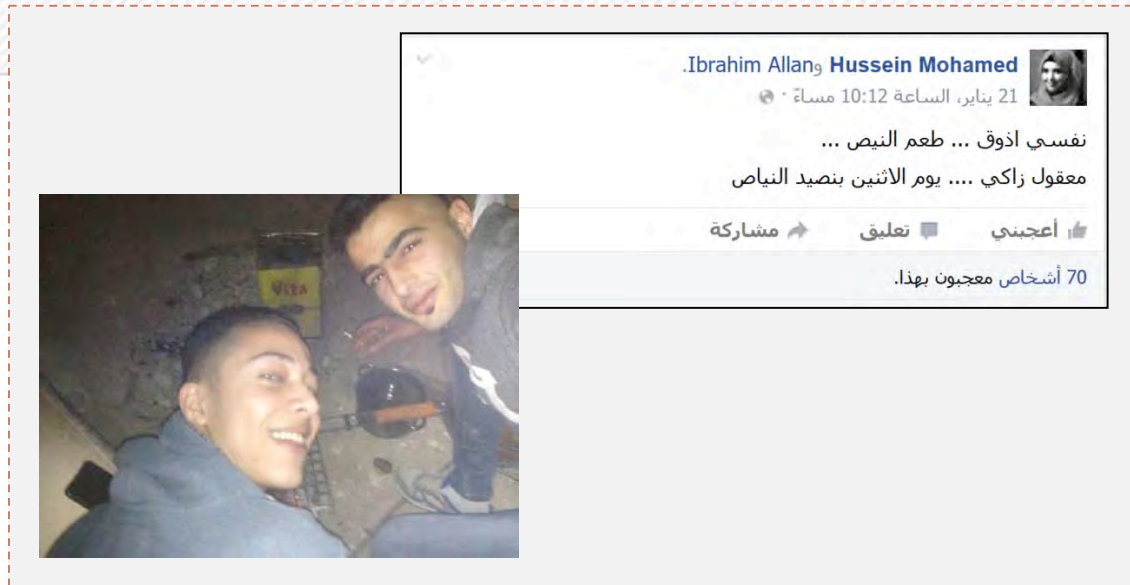 Hussein Mohamed وIbrahim Allan.
21 يناير، الساعة 10:12 مساءً ·
نفسي اذوق ... طعم النيص ...
معقول زاكي .... يوم الاثنين بنصيد النياص
أعجبني تعليق مشاركة
70 أشخاص معجبون بهذا.
Vita